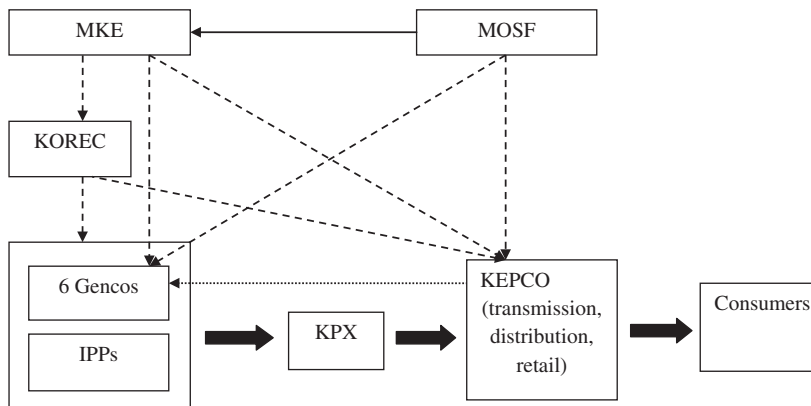 MKE
MOSF
KOREC
6 Gencos
IPPs
KPX
KEPCO
(transmission,
distribution,
retail)
Consumers